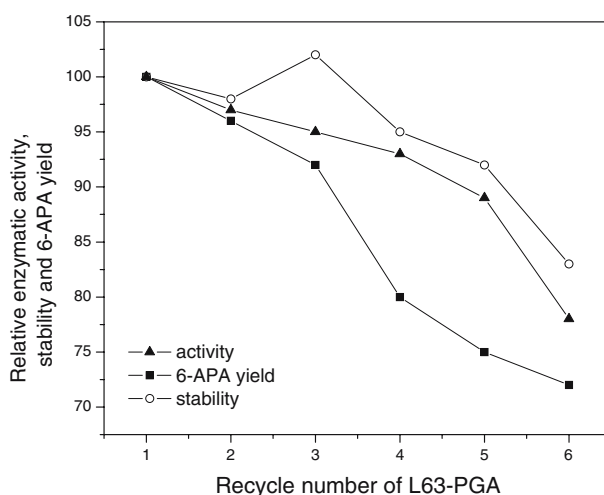 Relative enzymatic activity,
stability and 6-APA yield
105
100
95
90
85
80
75
70
activity
6-APA yield
stability
1 2 3 4 5 6
Recycle number of L63-PGA